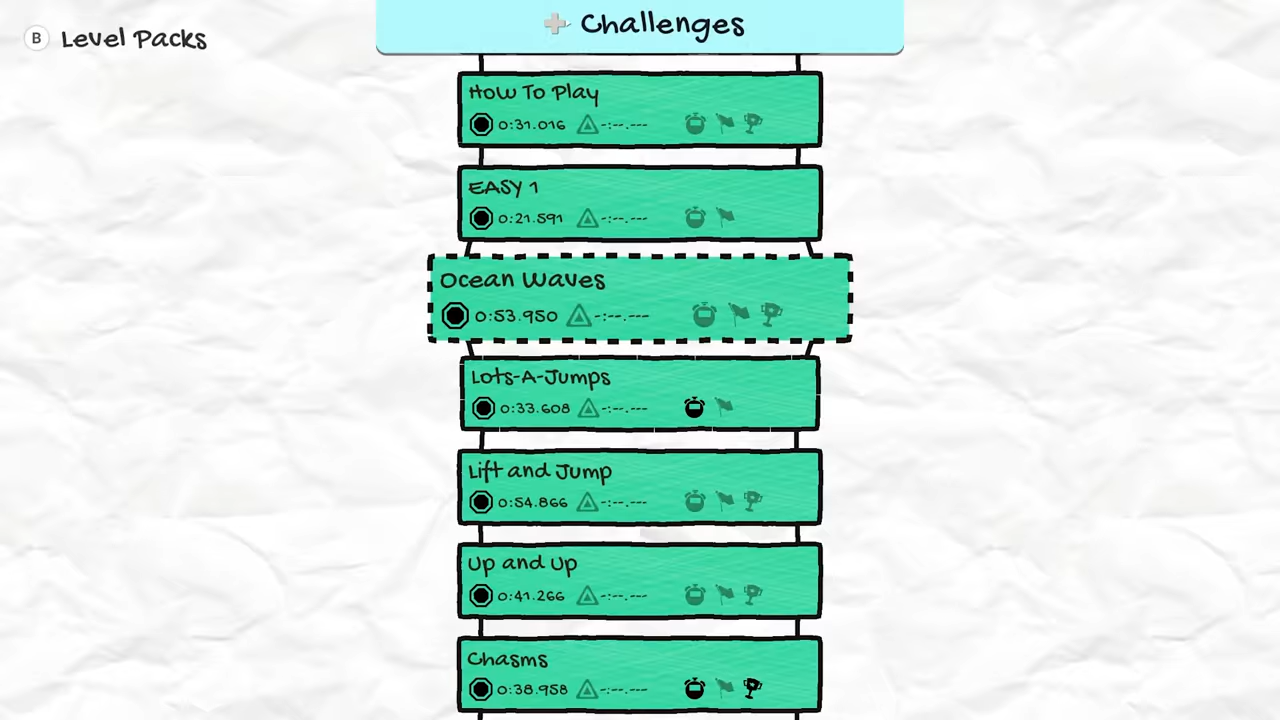 B Level Packs
Challenges
How To Play
0:31.016 -:--.---
EASY 1
0:21.591 -:--.---
Ocean Waves
0:53.950 -:--.---
Lots-A-Jumps
0:33.608 -:--.---
Lift and Jump
0:54.866 -:--.---
Up and Up
0:41.266 -:--.---
Chasms
0:38.958 -:--.---